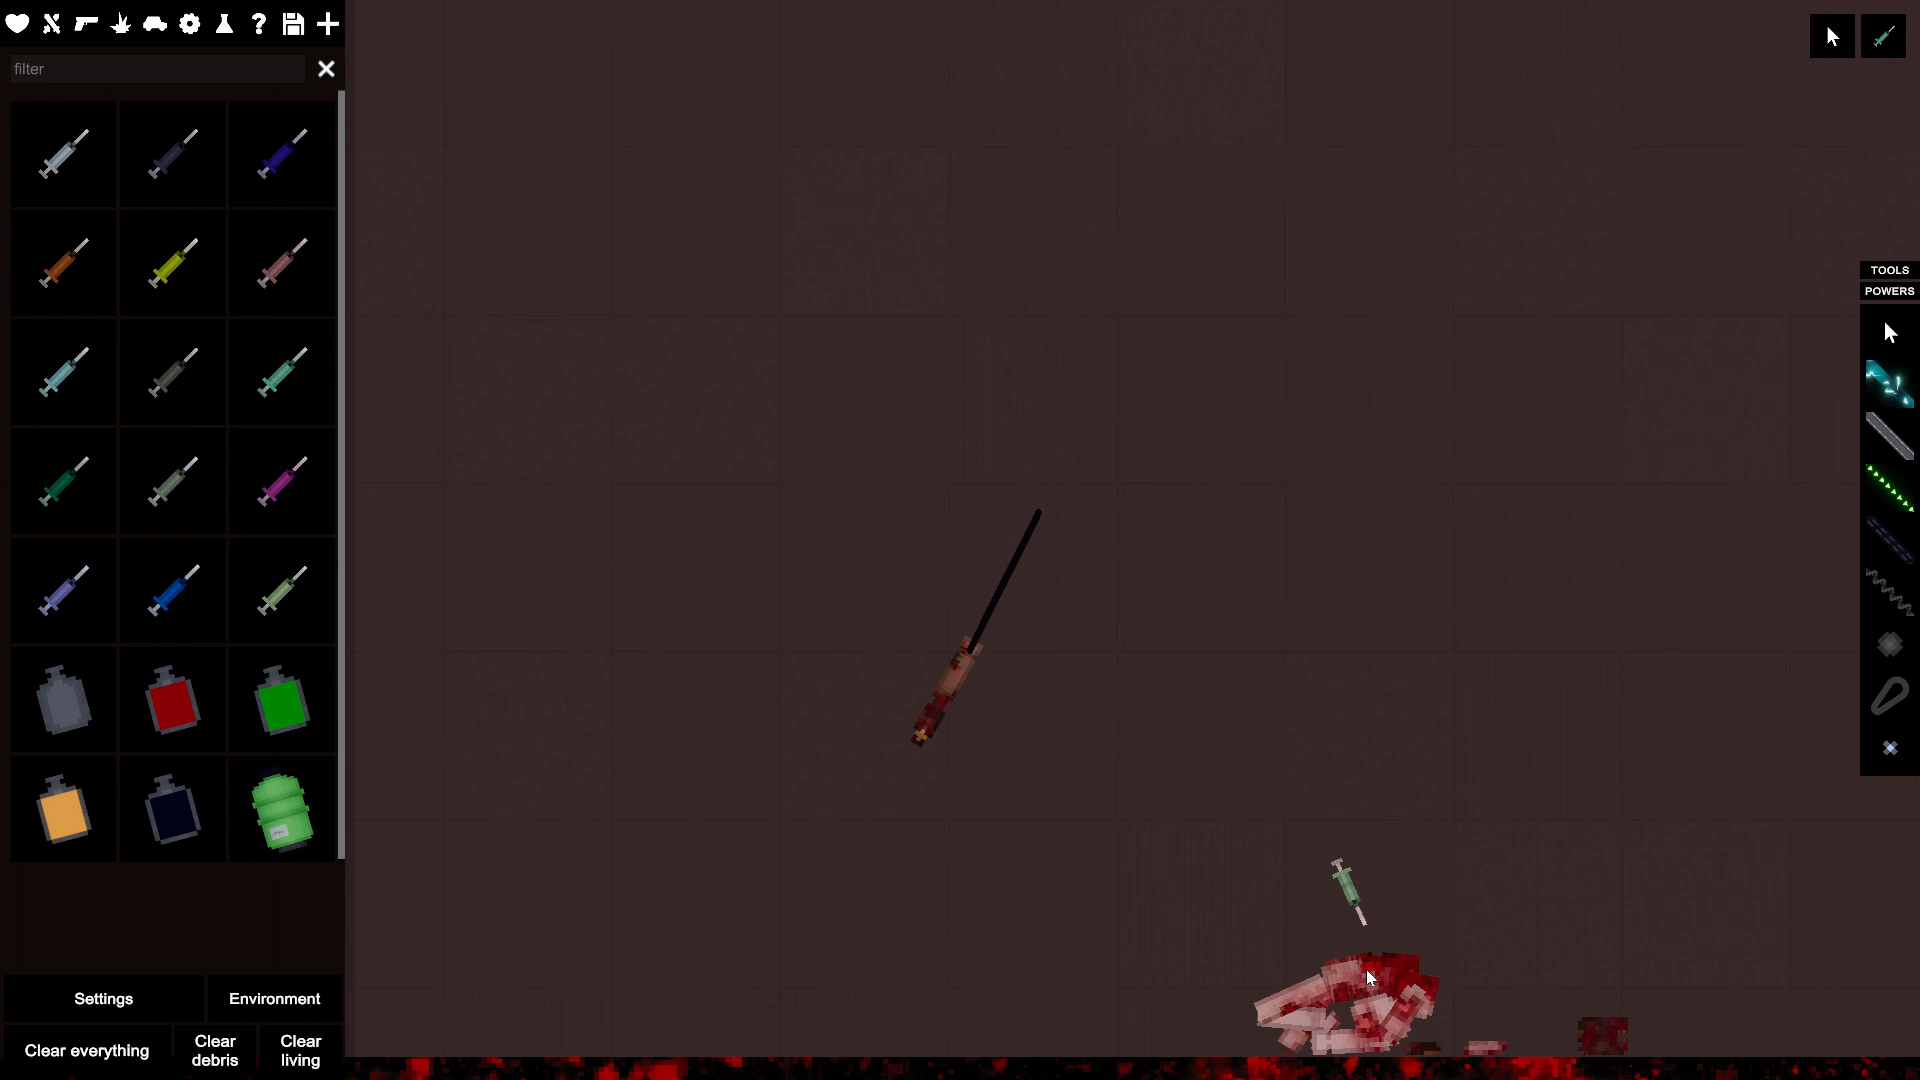 filter
TOOLS
POWERS
Settings
Environment
Clear everything
Clear
debris
Clear
living